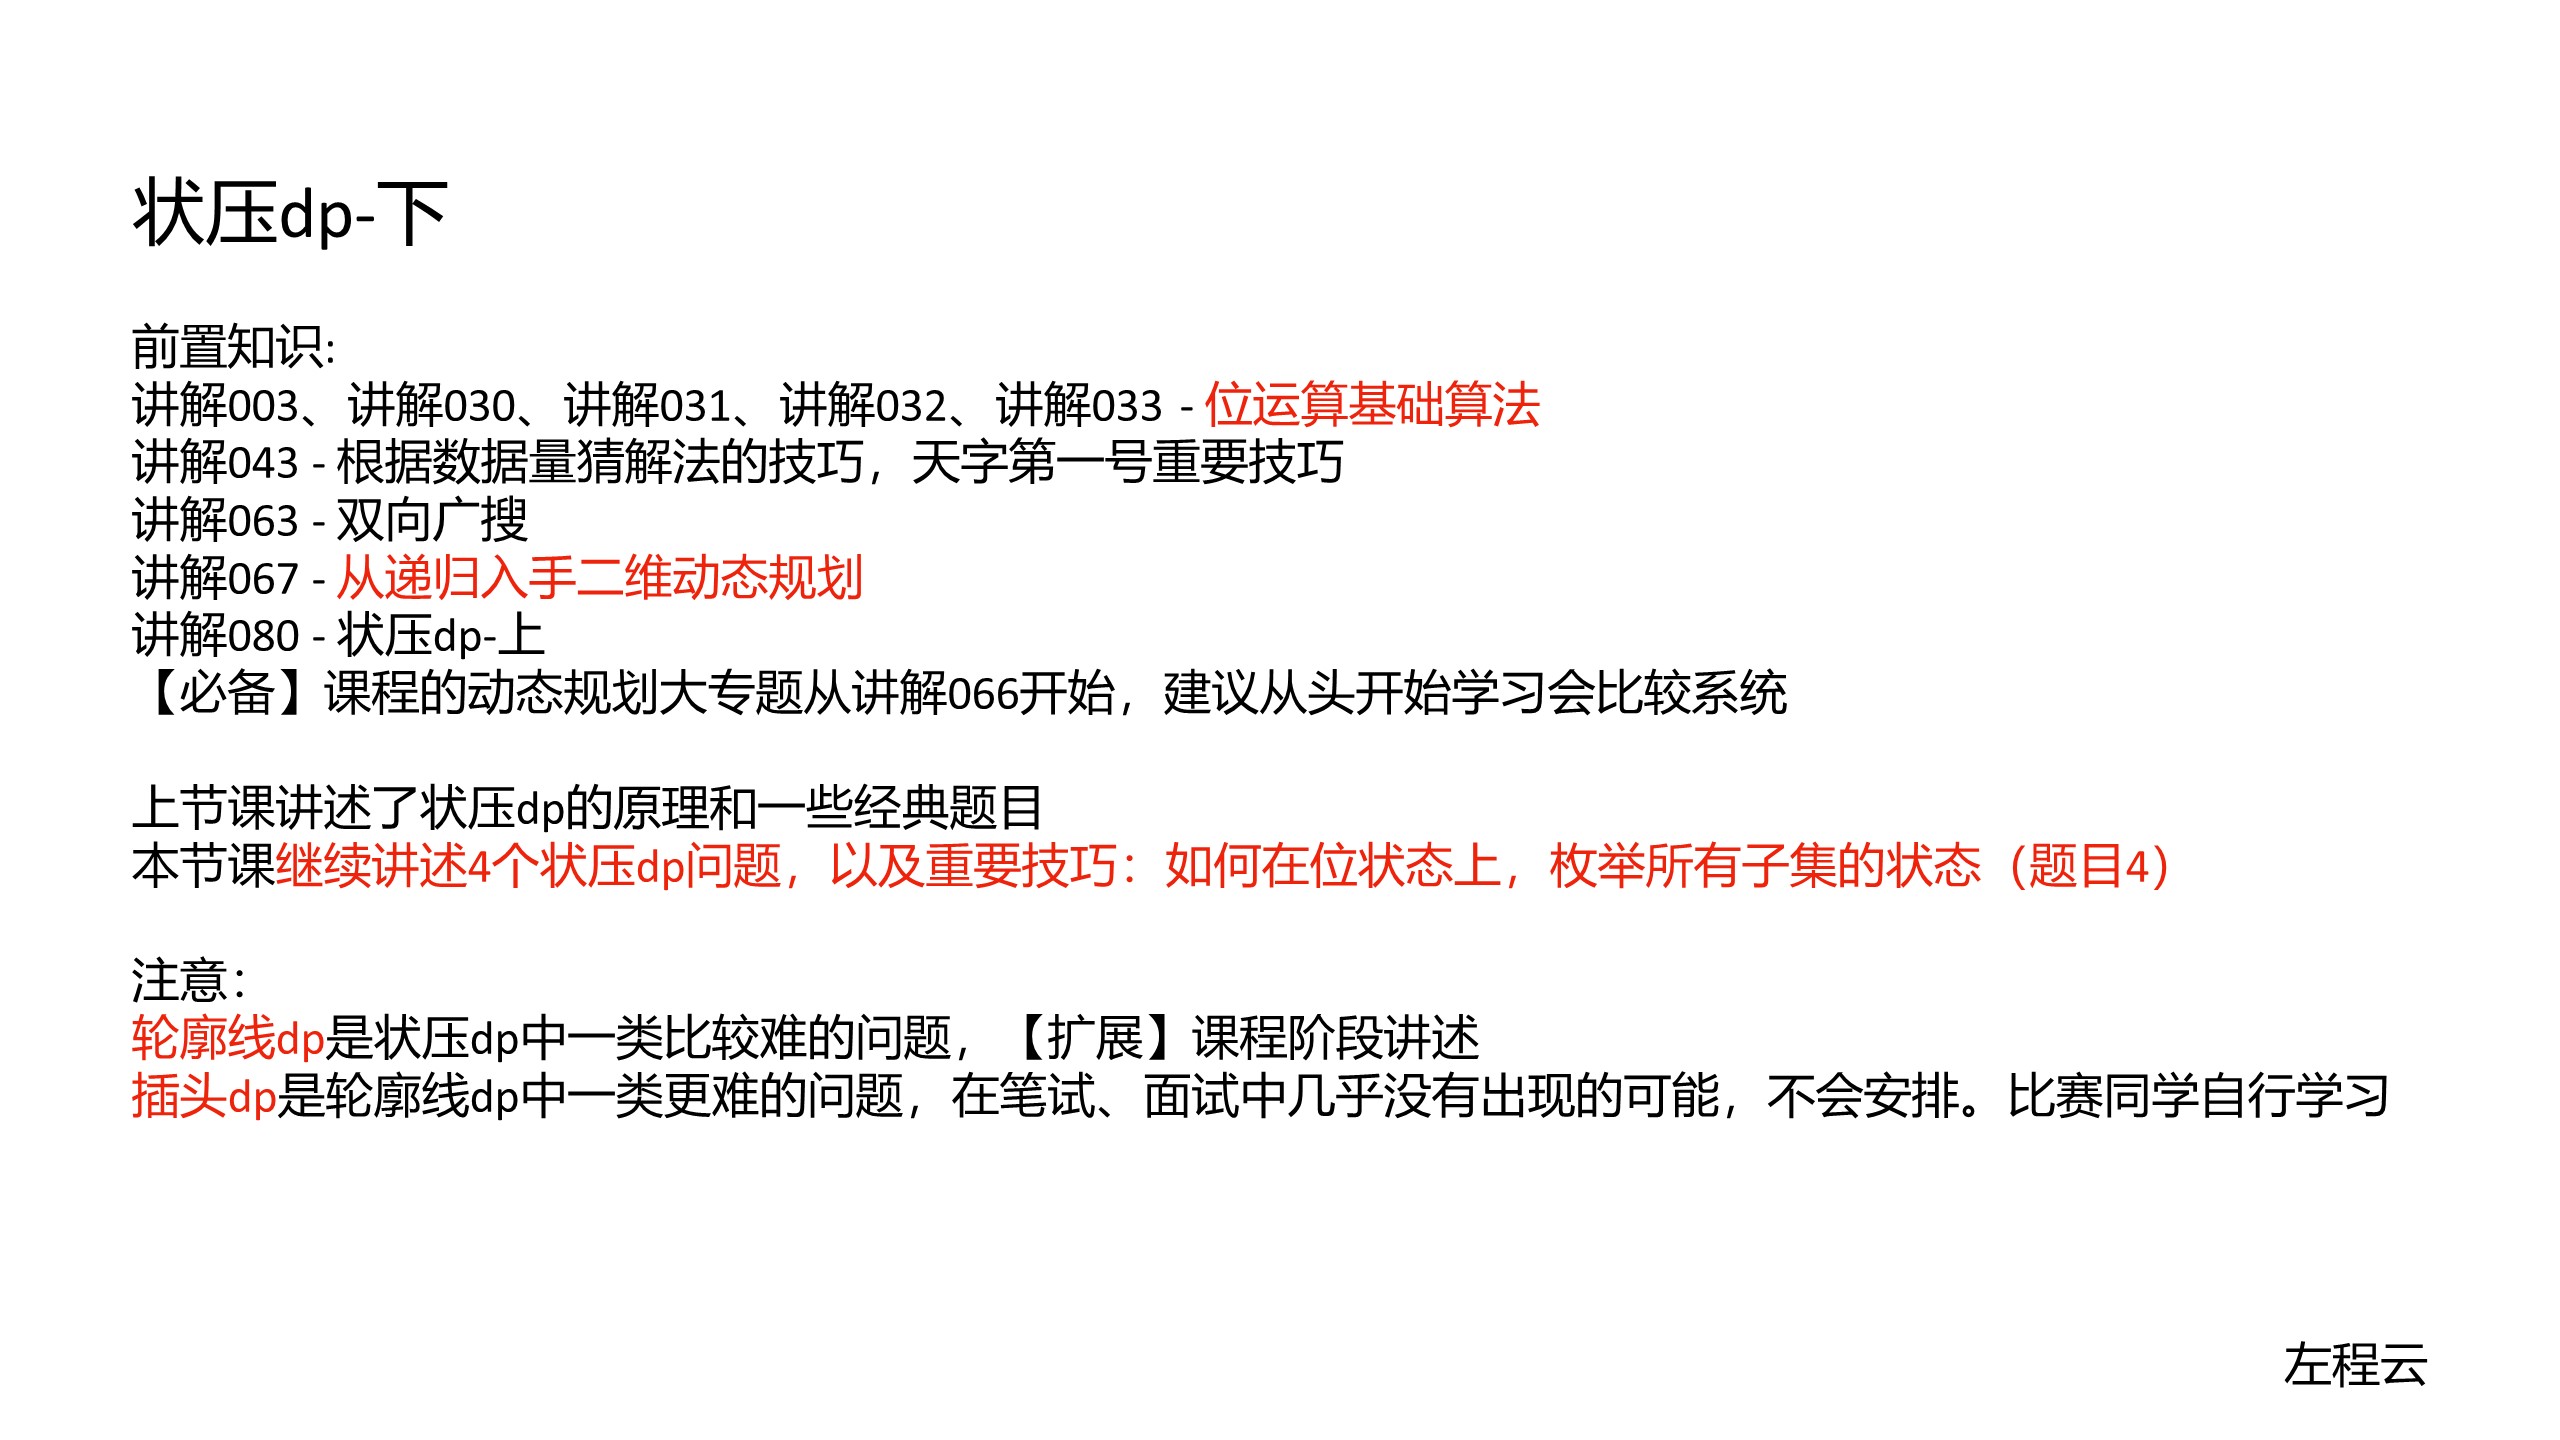 状压dp-下
前置知识:
讲解003、讲解030、讲解031、讲解032、讲解033 - 位运算基础算法
讲解043 - 根据数据量猜解法的技巧，天字第一号重要技巧
讲解063 - 双向广搜
讲解067 - 从递归入手二维动态规划
讲解080 - 状压dp-上
【必备】课程的动态规划大专题从讲解066开始，建议从头开始学习会比较系统
上节课讲述了状压dp的原理和一些经典题目
本节课继续讲述4个状压dp问题，以及重要技巧：如何在位状态上，枚举所有子集的状态（题目4）
注意：
轮廓线dp是状压dp中一类比较难的问题，【扩展】课程阶段讲述
插头dp是轮廓线dp中一类更难的问题，在笔试、面试中几乎没有出现的可能，不会安排。比赛同学自行学习
左程云